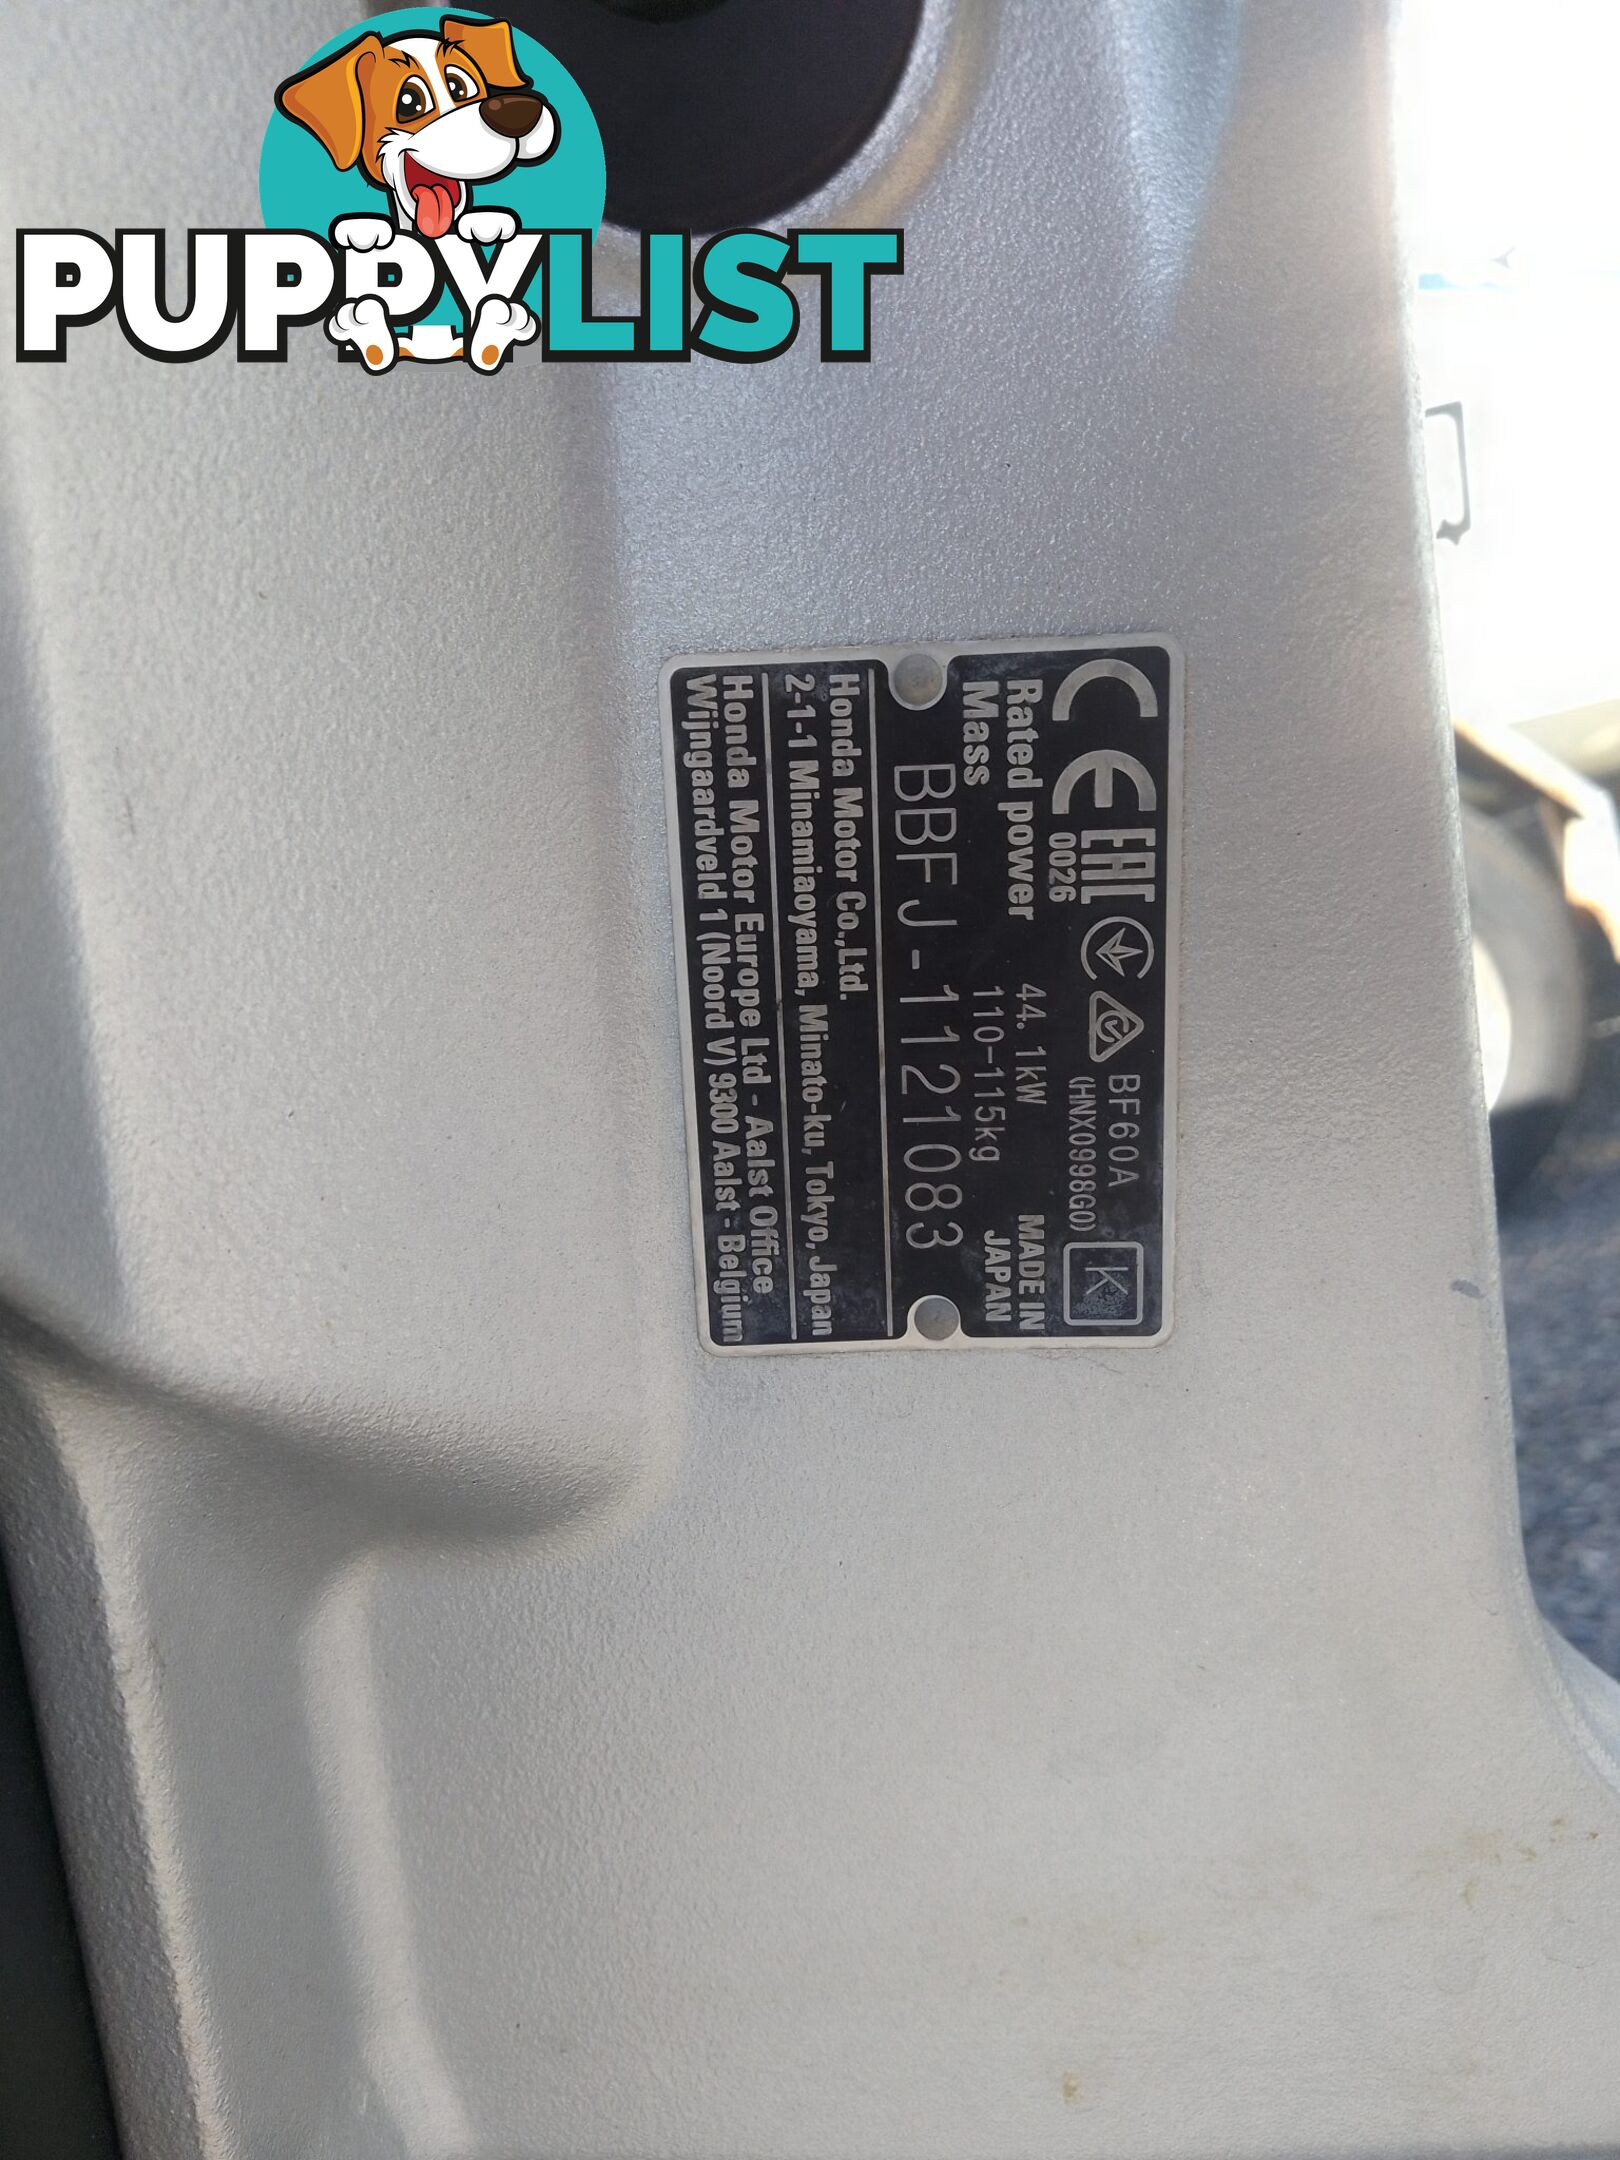 PUPPYLIST
CE EAC BF60A K
0026 (HNX0998G0)
Rated power 44.1kW MADE IN
Mass 110-115kg JAPAN
BBFJ-1121083
Honda Motor Co.,Ltd.
2-1-1 Minamiaoyama, Minato-ku, Tokyo, Japan
Honda Motor Europe Ltd - Aalst Office
Wijngaardveld 1 (Noord V) 9300 Aalst - Belgium